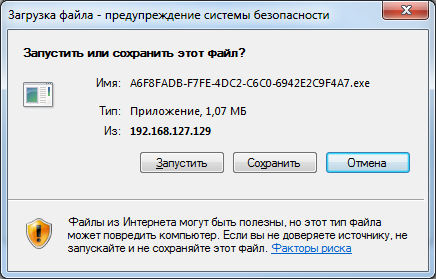 Загрузка файла - предупреждение системы безопасности
Запустить или сохранить этот файл?
Имя: A6F8FADB-F7FE-4DC2-C6C0-6942E2C9F4A7.exe
Тип: Приложение, 1,07 МБ
Из: 192.168.127.129
Запустить Сохранить Отмена
Файлы из Интернета могут быть полезны, но этот тип файла
может повредить компьютер. Если вы не доверяете источнику, не
запускайте и не сохраняйте этот файл. Факторы риска